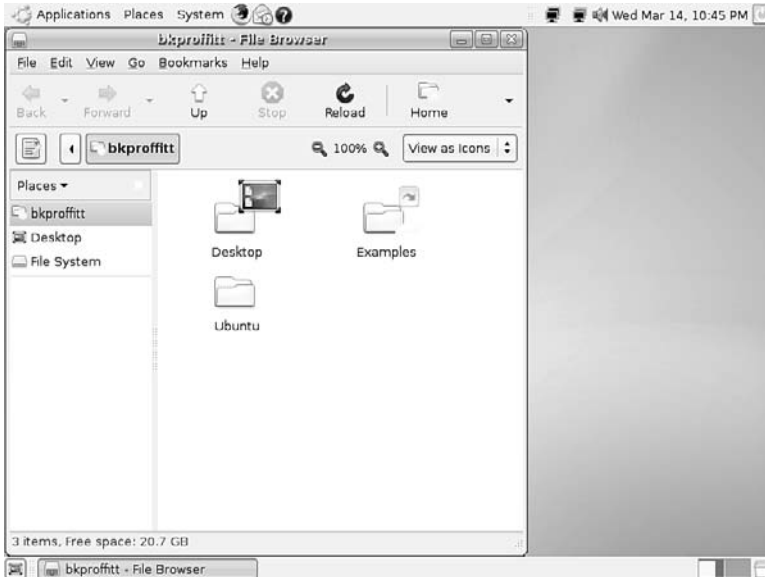 Applications Places System Wed Mar 14, 10:45 PM
bkproffitt - File Browser
File Edit View Go Bookmarks Help
Back Forward Up Stop Reload Home
bkproffitt 100% View as Icons
Places
bkproffitt
Desktop
File System
Desktop Examples
Ubuntu
3 items, Free space: 20.7 GB
bkproffitt - File Browser